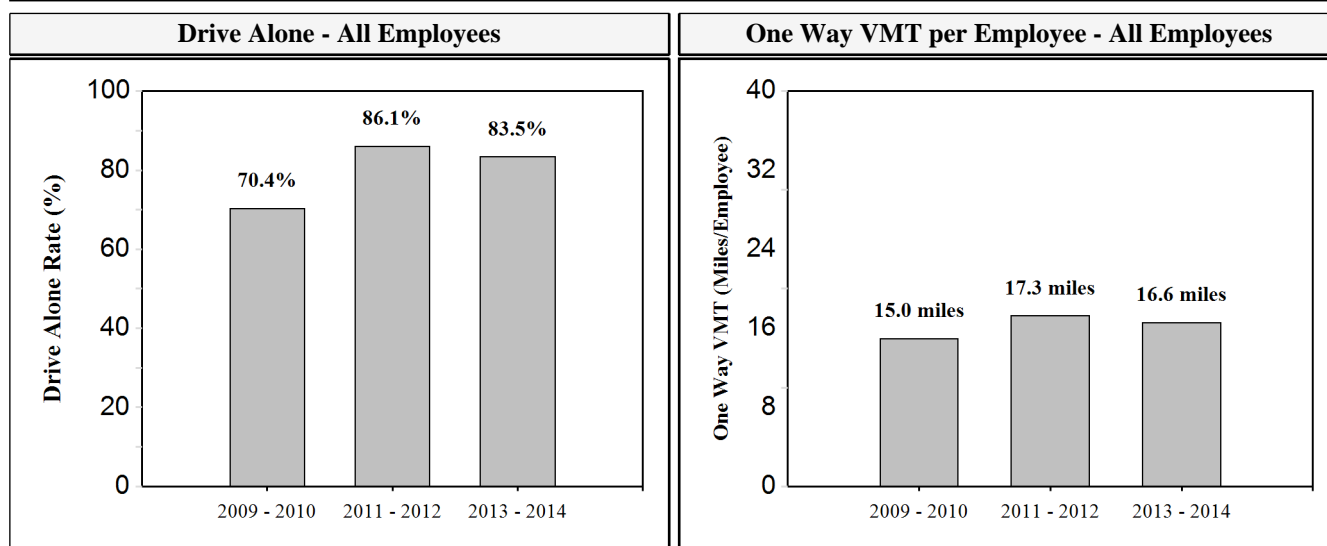 Drive Alone - All Employees
Drive Alone Rate (%)
100
80
60
40
20
0
70.4%
86.1%
83.5%
2009 - 2010 2011 - 2012 2013 - 2014
One Way VMT per Employee - All Employees
One Way VMT (Miles/Employee)
40
32
24
16
8
0
15.0 miles
17.3 miles
16.6 miles
2009 - 2010 2011 - 2012 2013 - 2014